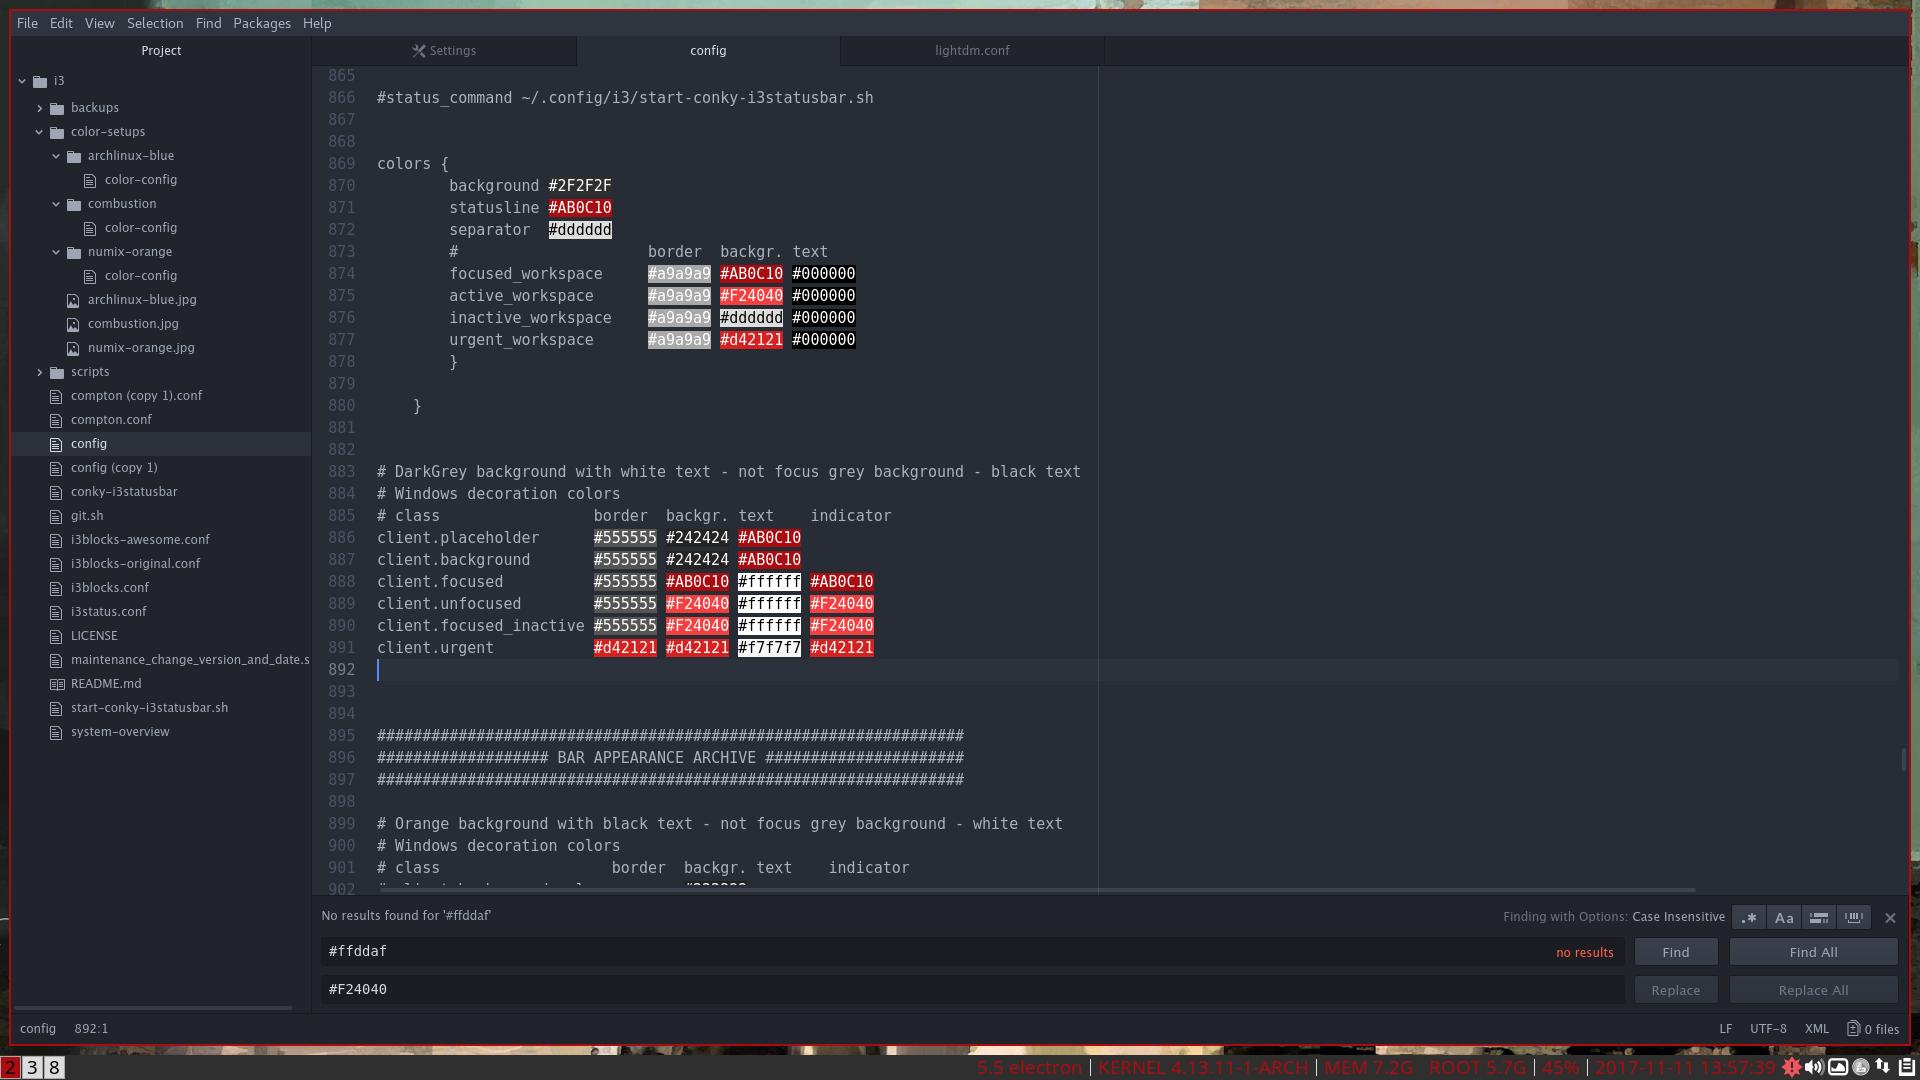 File Edit View Selection Find Packages Help
Project
Settings
config
lightdm.conf
i3
backups
color-setups
archlinux-blue
color-config
combustion
color-config
numix-orange
color-config
archlinux-blue.jpg
combustion.jpg
numix-orange.jpg
scripts
compton (copy 1).conf
compton.conf
config
config (copy 1)
conky-i3statusbar
git.sh
i3blocks-awesome.conf
i3blocks-original.conf
i3blocks.conf
i3status.conf
LICENSE
maintenance_change_version_and_date.s
README.md
start-conky-i3statusbar.sh
system-overview
865
866 #status_command ~/.config/i3/start-conky-i3statusbar.sh
867
868
869 colors {
870 background #2F2F2F
871 statusline #AB0C10
872 separator #dddddd
873 # border backgr. text
874 focused_workspace #a9a9a9 #AB0C10 #000000
875 active_workspace #a9a9a9 #F24040 #000000
876 inactive_workspace #a9a9a9 #dddddd #000000
877 urgent_workspace #a9a9a9 #d42121 #000000
878 }
879
880 }
881
882
883 # DarkGrey background with white text - not focus grey background - black text
884 # Windows decoration colors
885 # class border backgr. text indicator
886 client.placeholder #555555 #242424 #AB0C10
887 client.background #555555 #242424 #AB0C10
888 client.focused #555555 #AB0C10 #ffffff #AB0C10
889 client.unfocused #555555 #F24040 #ffffff #F24040
890 client.focused_inactive #555555 #F24040 #ffffff #F24040
891 client.urgent #d42121 #d42121 #f7f7f7 #d42121
892
893
894
895 #################################################################
896 ################### BAR APPEARANCE ARCHIVE ######################
897 #################################################################
898
899 # Orange background with black text - not focus grey background - white text
900 # Windows decoration colors
901 # class border backgr. text indicator
902
No results found for '#ffddaf'
Finding with Options: Case Insensitive
.* Aa
#ffddaf
no results
Find
Find All
#F24040
Replace
Replace All
config 892:1
LF UTF-8 XML 0 files
2 3 8
5.5 electron | KERNEL 4.13.11-1-ARCH | MEM 7.2G ROOT 5.7G | 45% | 2017-11-11 13:57:39